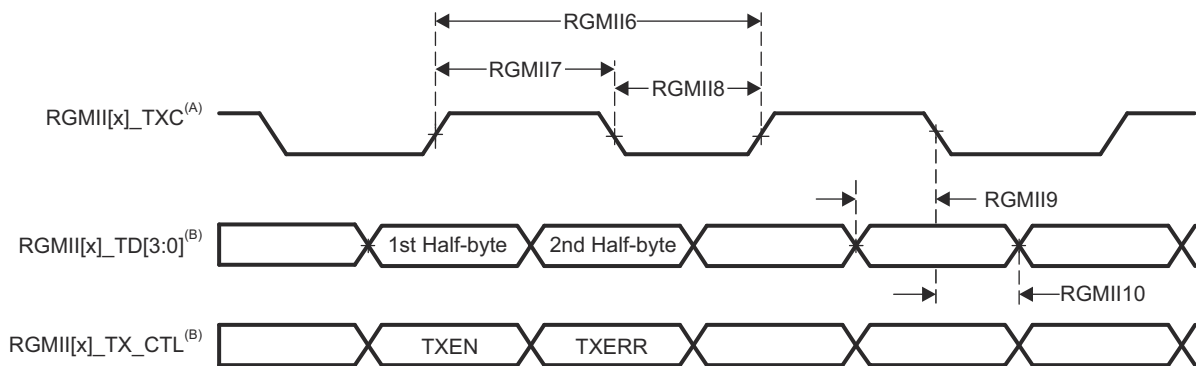 RGMII6
RGMII7
RGMII8
RGMII[x]_TXC(A)
RGMII9
RGMII[x]_TD[3:0](B)
1st Half-byte
2nd Half-byte
RGMII10
RGMII[x]_TX_CTL(B)
TXEN
TXERR